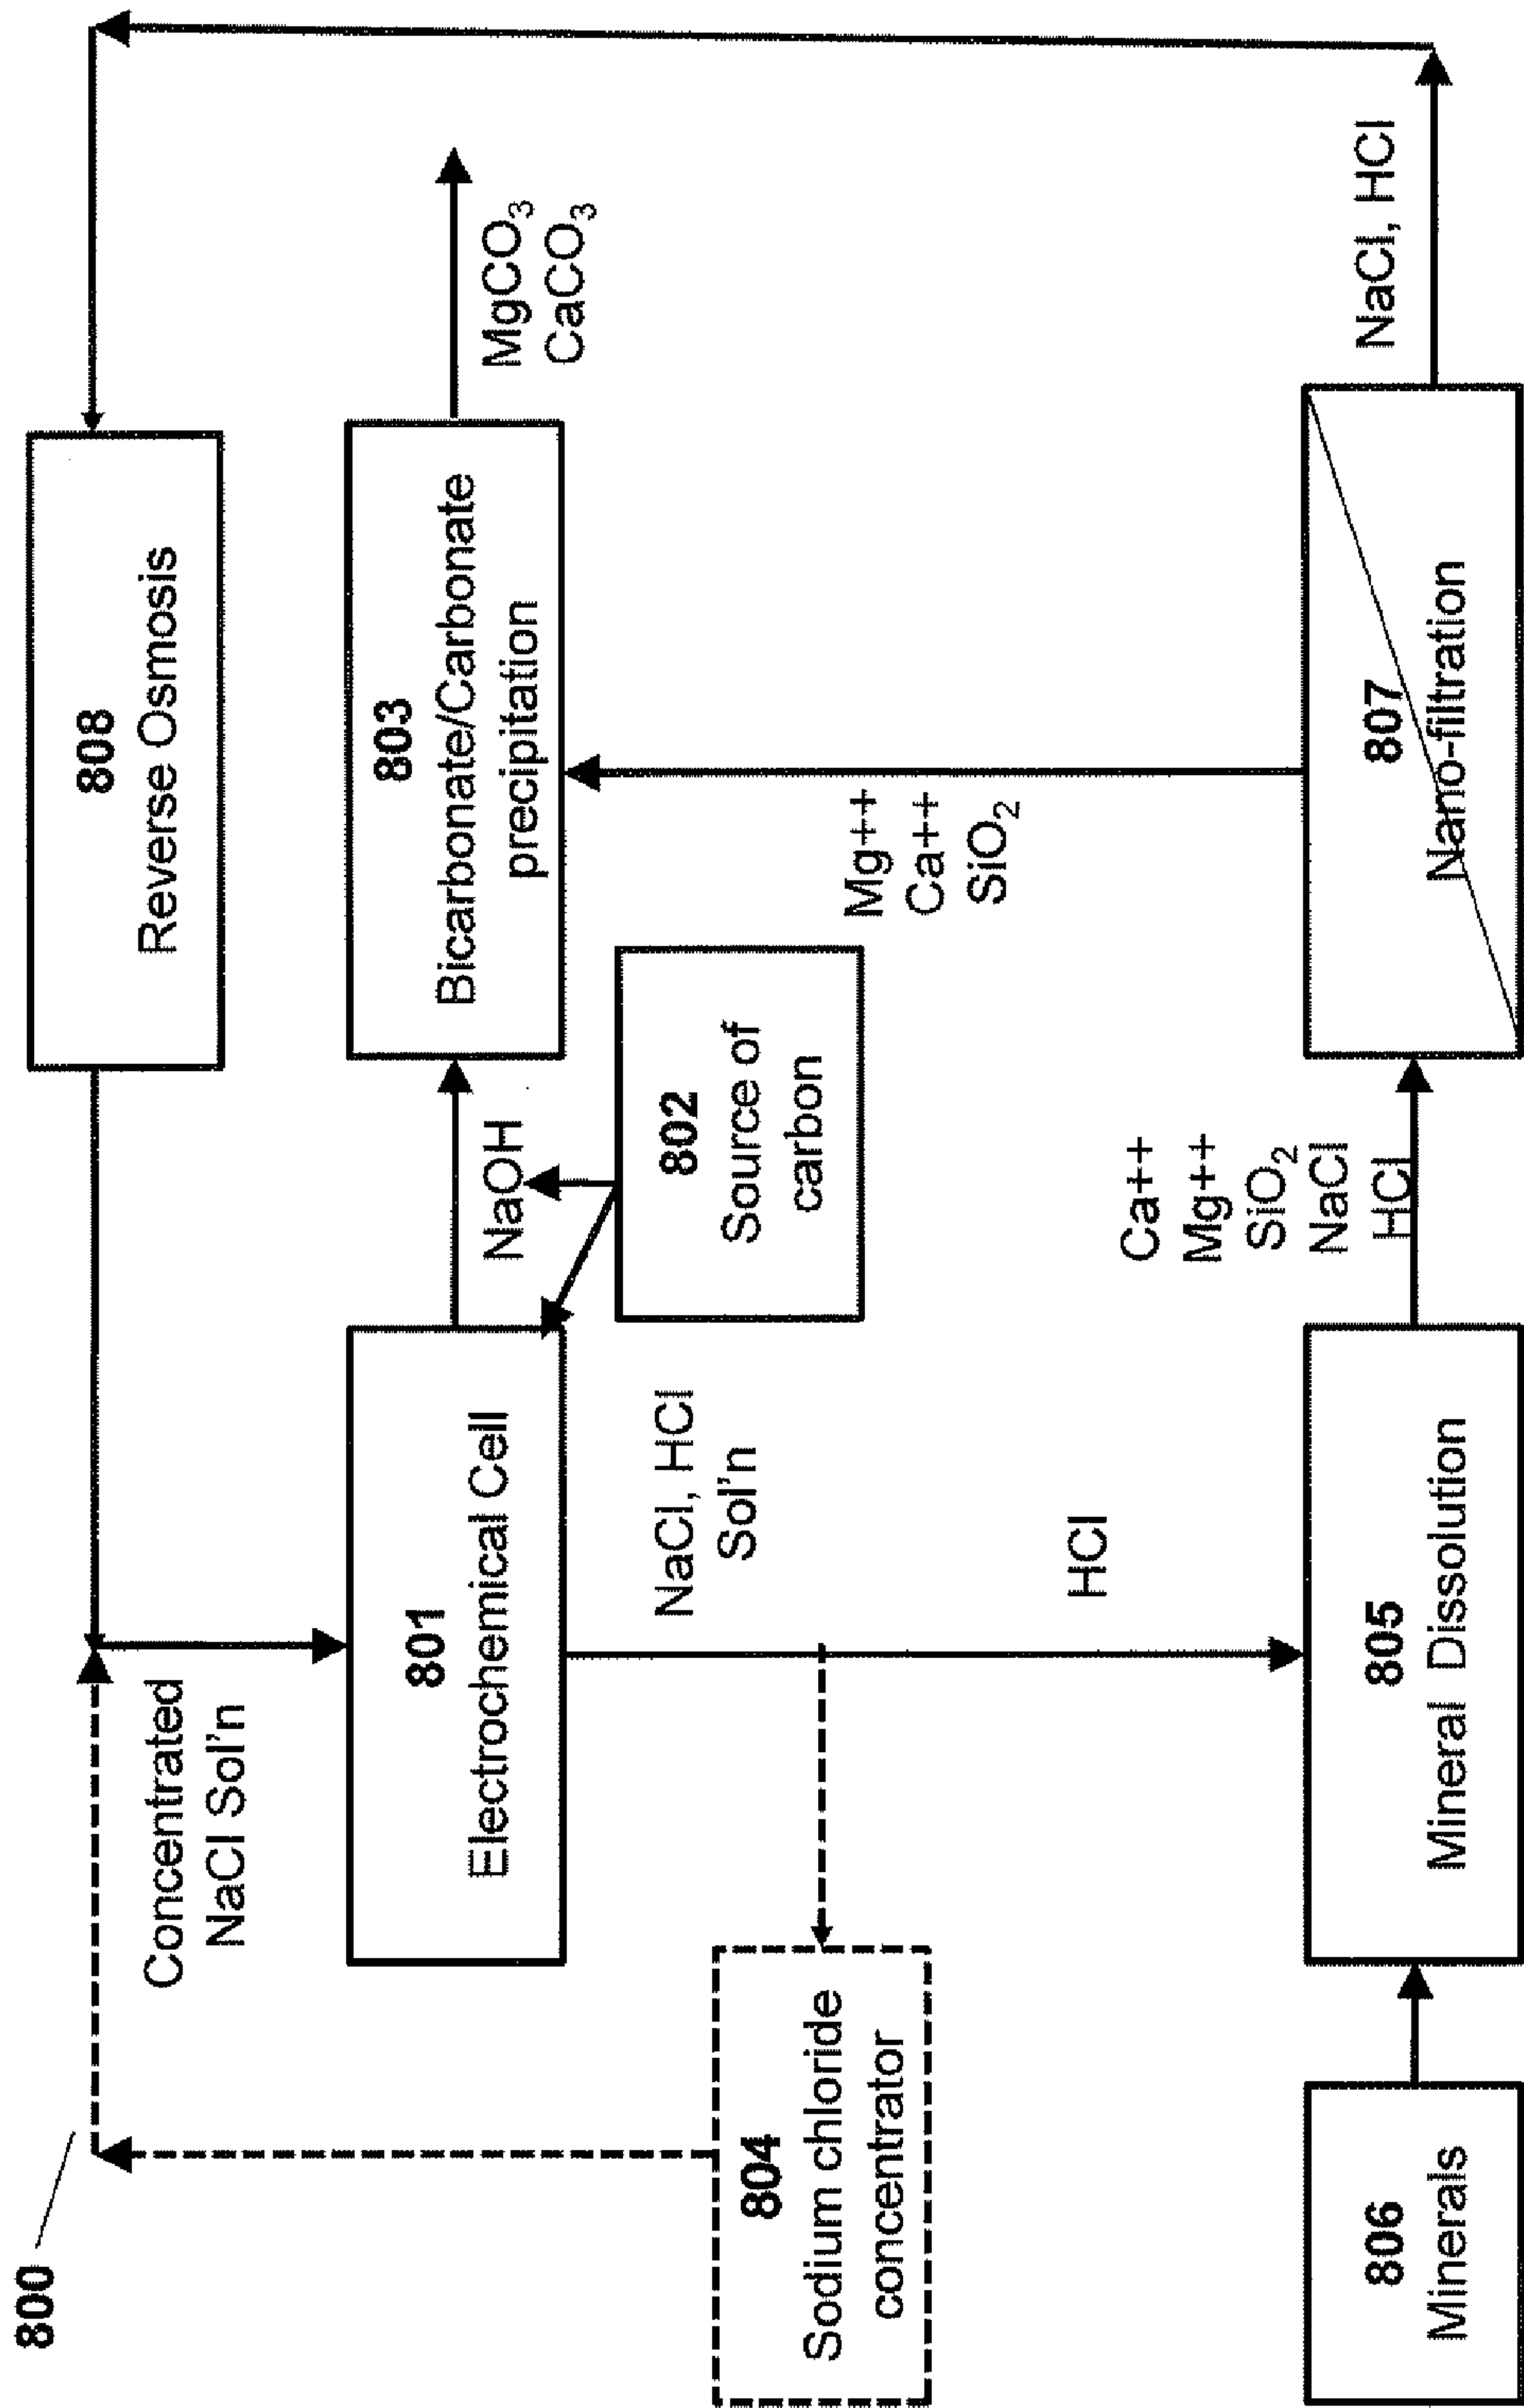 800
808
Reverse Osmosis
Concentrated
NaCl Sol'n
801
Electrochemical Cell
NaOH
803
Bicarbonate/Carbonate
precipitation
MgCO₃
CaCO₃
802
Source of
carbon
NaCl, HCl
Sol'n
804
Sodium chloride
concentrator
HCl
Mg++
Ca++
SiO₂
806
Minerals
805
Mineral Dissolution
Ca++
Mg++
SiO₂
NaCl
HCl
807
Nano-filtration
NaCl, HCl